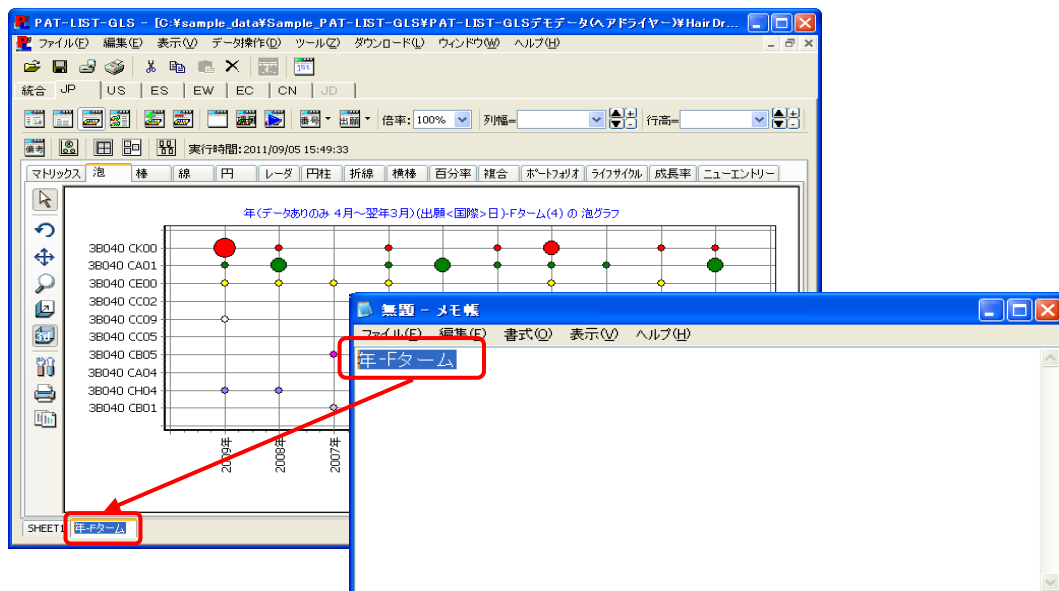 PAT-LIST-GLS - [C:¥sample_data¥Sample_PAT-LIST-GLS¥PAT-LIST-GLSデモデータ(ヘアドライヤー)¥Hair Dr...
ファイル(F) 編集(E) 表示(V) データ操作(D) ツール(Z) ダウンロード(L) ウィンドウ(W) ヘルプ(H)
統合 JP US ES EW EC CN JD
番号 出願 倍率: 100% 列幅= 行高=
備考 実行時間:2011/09/05 15:49:33
マトリックス 泡 棒 線 円 レーダ 円柱 折線 横棒 百分率 複合 ポートフォリオ ライフサイクル 成長率 ニューエントリー
年(データありのみ 4月～翌年3月)(出願<国際>日)-Fターム(4) の 泡グラフ
3B040 CK00
3B040 CA01
3B040 CE00
3B040 CC02
3B040 CC09
3B040 CC05
3B040 CB05
3B040 CA04
3B040 CH04
3B040 CB01
2009年 2008年 2007年
SHEET1 年-Fターム
無題 - メモ帳
ファイル(F) 編集(E) 書式(O) 表示(V) ヘルプ(H)
年-Fターム